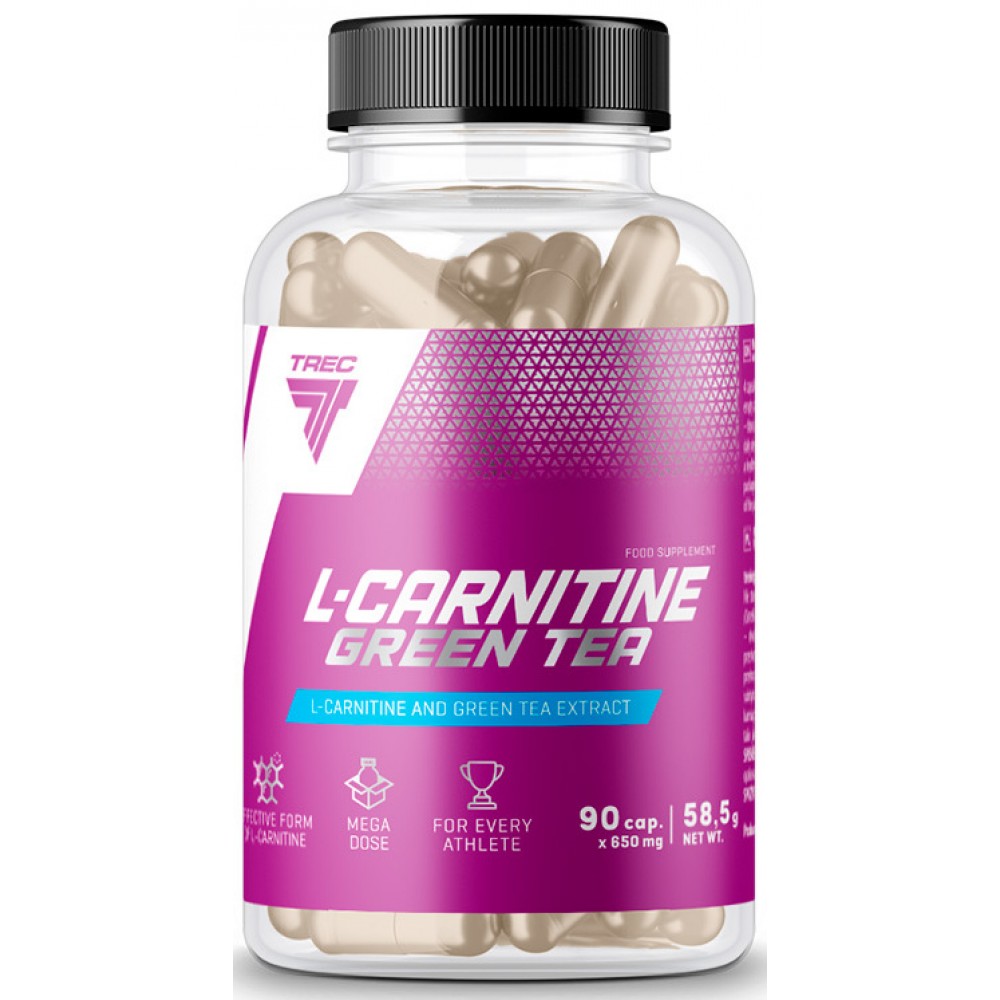 TREC
FOOD SUPPLEMENT
L-CARNITINE
GREEN TEA
L-CARNITINE AND GREEN TEA EXTRACT
FORM
L-CARNITINE
MEGA
DOSE
FOR EVERY
ATHLETE
90 cap.
x 650 mg
58,5g
NET WT.